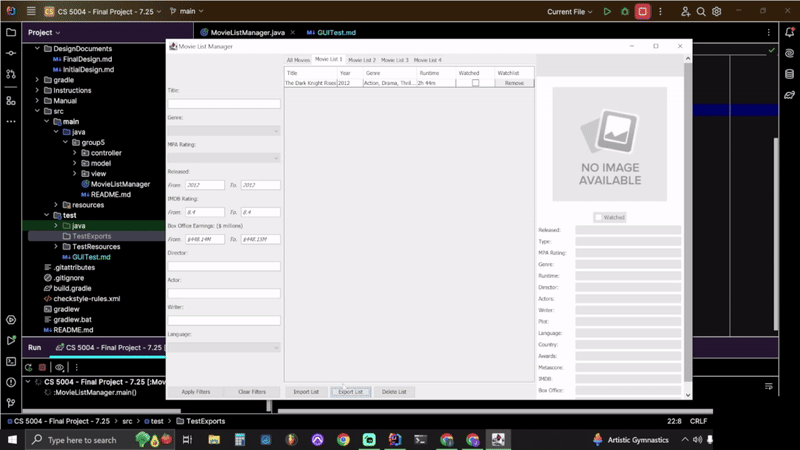 CS 5004 - Final Project - 7.25
main
Current File
Project
MovieListManager.java
GUITest.md
DesignDocuments
FinalDesign.md
InitialDesign.md
gradle
Instructions
Manual
src
main
java
group5
controller
model
view
MovieListManager
README.md
resources
test
java
TestExports
TestResources
GUITest.md
.gitattributes
.gitignore
build.gradle
checkstyle-rules.xml
gradlew
gradlew.bat
README.md
Movie List Manager
All Movies Movie List 1 Movie List 2 Movie List 3 Movie List 4
Title Year Genre Runtime Watched Watchlist
The Dark Knight Rises 2012 Action, Drama, Thril... 2h 44m Remove
Title:
Genre:
MPA Rating:
Released:
From 2012 To 2012
IMDB Rating:
From 8.4 To 8.4
Box Office Earnings: ($ millions)
From $448.14M To $448.15M
Director:
Actor:
Writer:
Language:
Apply Filters Clear Filters Import List Export List Delete List
NO IMAGE
AVAILABLE
Watched
Released:
Type:
MPA Rating:
Genre:
Runtime:
Director:
Actors:
Writer:
Plot:
Language:
Country:
Awards:
Metascore:
IMDB:
Box Office:
Run CS 5004 - Final Project - 7.25
CS 5004 - Final Project - 7.25 [:Mov
:MovieListManager.main()
CS 5004 - Final Project - 7.25 > src > test > TestExports
22:8 CRLF
Type here to search
Artistic Gymnastics